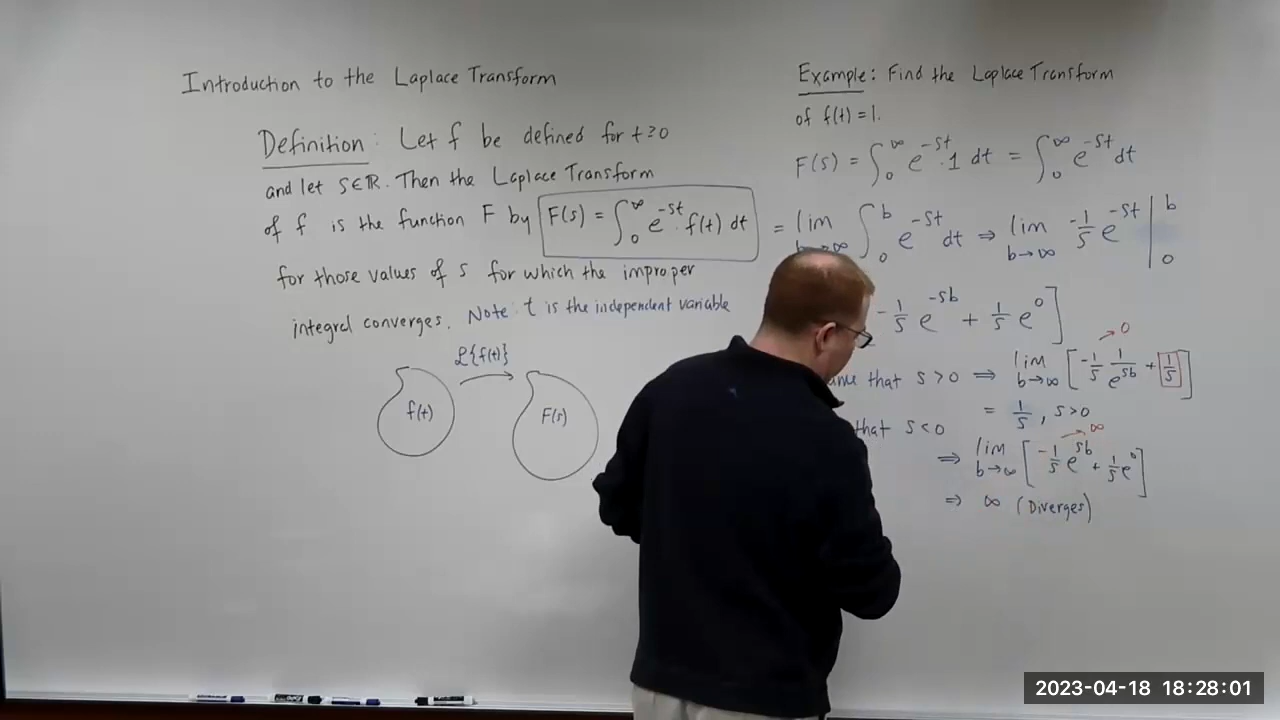 Introduction to the Laplace Transform
Definition: Let f be defined for t≥0
and let s∈ℝ. Then the Laplace Transform
of f is the function F by F(s) = ∫₀^∞ e^{-st}·f(t) dt
for those values of s for which the improper
integral converges. Note: t is the independent variable
ℒ{f(t)}
f(t)
F(s)
Example: Find the Laplace Transform
of f(t) = 1.
F(s) = ∫₀^∞ e^{-st}·1 dt = ∫₀^∞ e^{-st} dt
= lim b→∞ ∫₀^b e^{-st} dt ⇒ lim b→∞ -1/s e^{-st} |₀^b
-1/s e^{-sb} + 1/s e^0 ]
that s>0 ⇒ lim b→∞ [ -1/s 1/e^{sb} → 0 + 1/s ]
= 1/s, s>0
that s<0
⇒ lim b→∞ [ -1/s e^{sb} → ∞ + 1/s e^0 ]
⇒ ∞ (Diverges)
2023-04-18 18:28:01